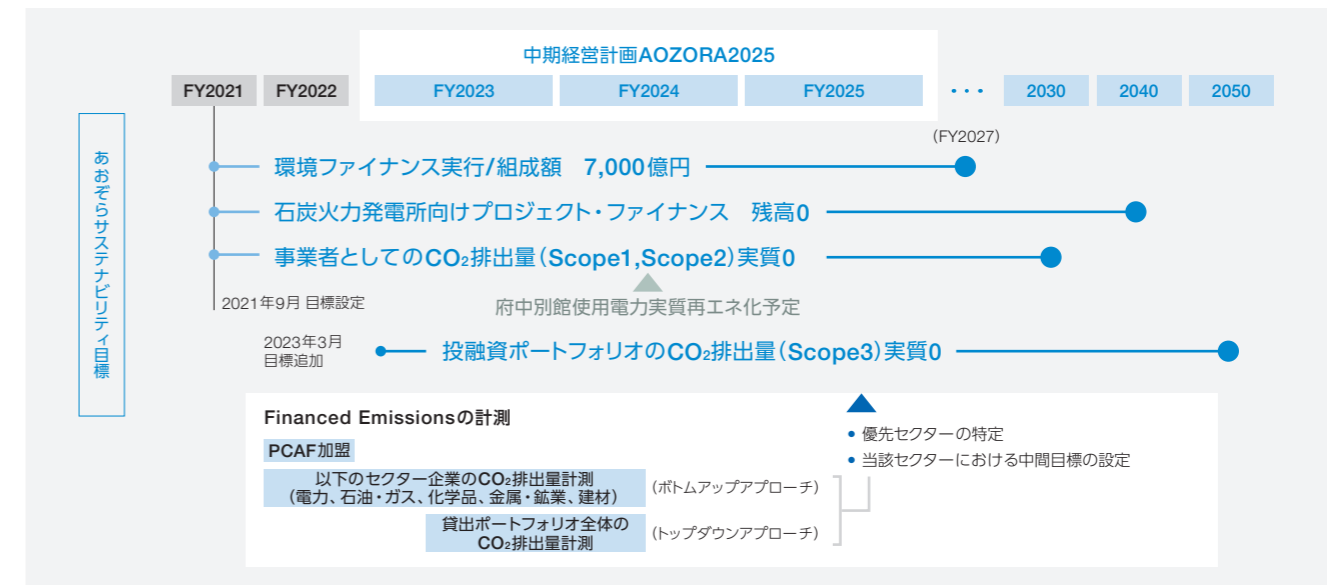 中期経営計画AOZORA2025
FY2021
FY2022
FY2023
FY2024
FY2025
・・・
2030
2040
2050
あおぞらサステナビリティ目標
(FY2027)
環境ファイナンス実行/組成額 7,000億円
石炭火力発電所向けプロジェクト・ファイナンス 残高0
事業者としてのCO₂排出量（Scope1,Scope2）実質0
2021年9月 目標設定
府中別館使用電力実質再エネ化予定
2023年3月
目標追加
投融資ポートフォリオのCO₂排出量（Scope3）実質0
Financed Emissionsの計測
PCAF加盟
以下のセクター企業のCO₂排出量計測
（電力、石油・ガス、化学品、金属・鉱業、建材）
（ボトムアップアプローチ）
貸出ポートフォリオ全体の
CO₂排出量計測
（トップダウンアプローチ）
• 優先セクターの特定
• 当該セクターにおける中間目標の設定